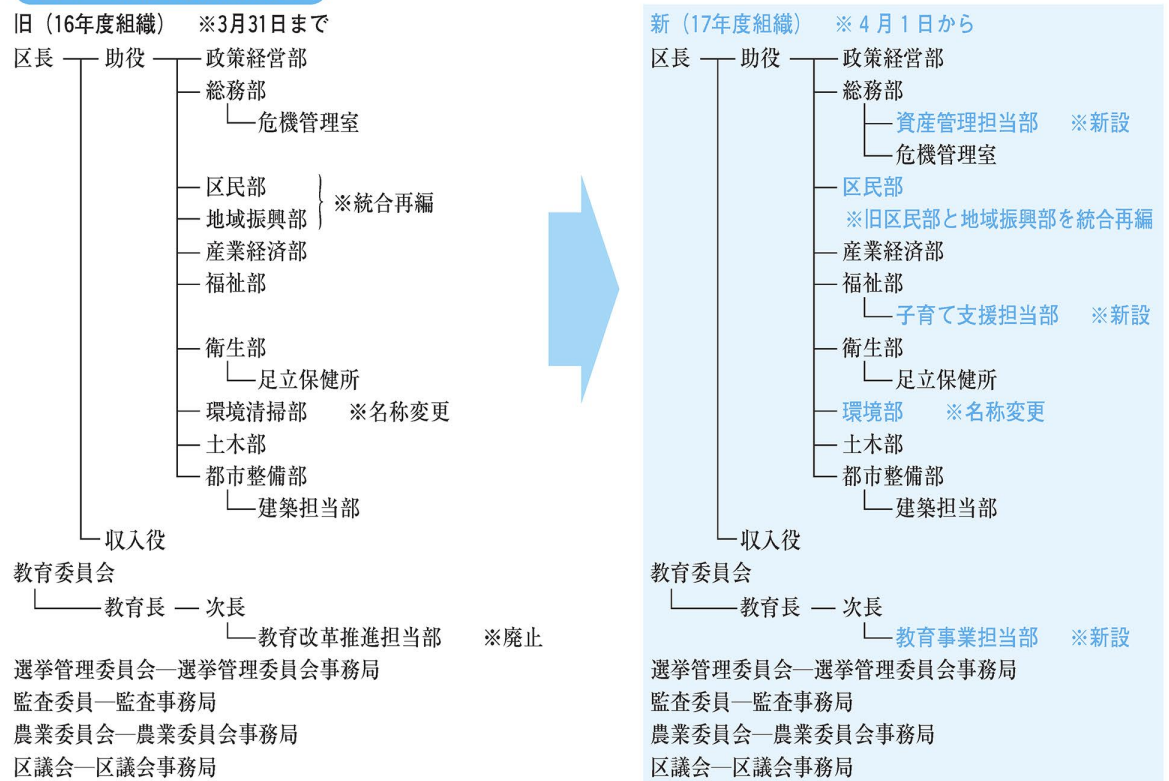 旧（16年度組織）　※3月31日まで
区長 助役 政策経営部
総務部
危機管理室
区民部
地域振興部
※統合再編
産業経済部
福祉部
衛生部
足立保健所
環境清掃部　※名称変更
土木部
都市整備部
建築担当部
収入役
教育委員会
教育長 次長
教育改革推進担当部　※廃止
選挙管理委員会―選挙管理委員会事務局
監査委員―監査事務局
農業委員会―農業委員会事務局
区議会―区議会事務局
新（17年度組織）　※４月１日から
区長 助役 政策経営部
総務部
資産管理担当部　※新設
危機管理室
区民部
※旧区民部と地域振興部を統合再編
産業経済部
福祉部
子育て支援担当部　※新設
衛生部
足立保健所
環境部　※名称変更
土木部
都市整備部
建築担当部
収入役
教育委員会
教育長 次長
教育事業担当部　※新設
選挙管理委員会―選挙管理委員会事務局
監査委員―監査事務局
農業委員会―農業委員会事務局
区議会―区議会事務局